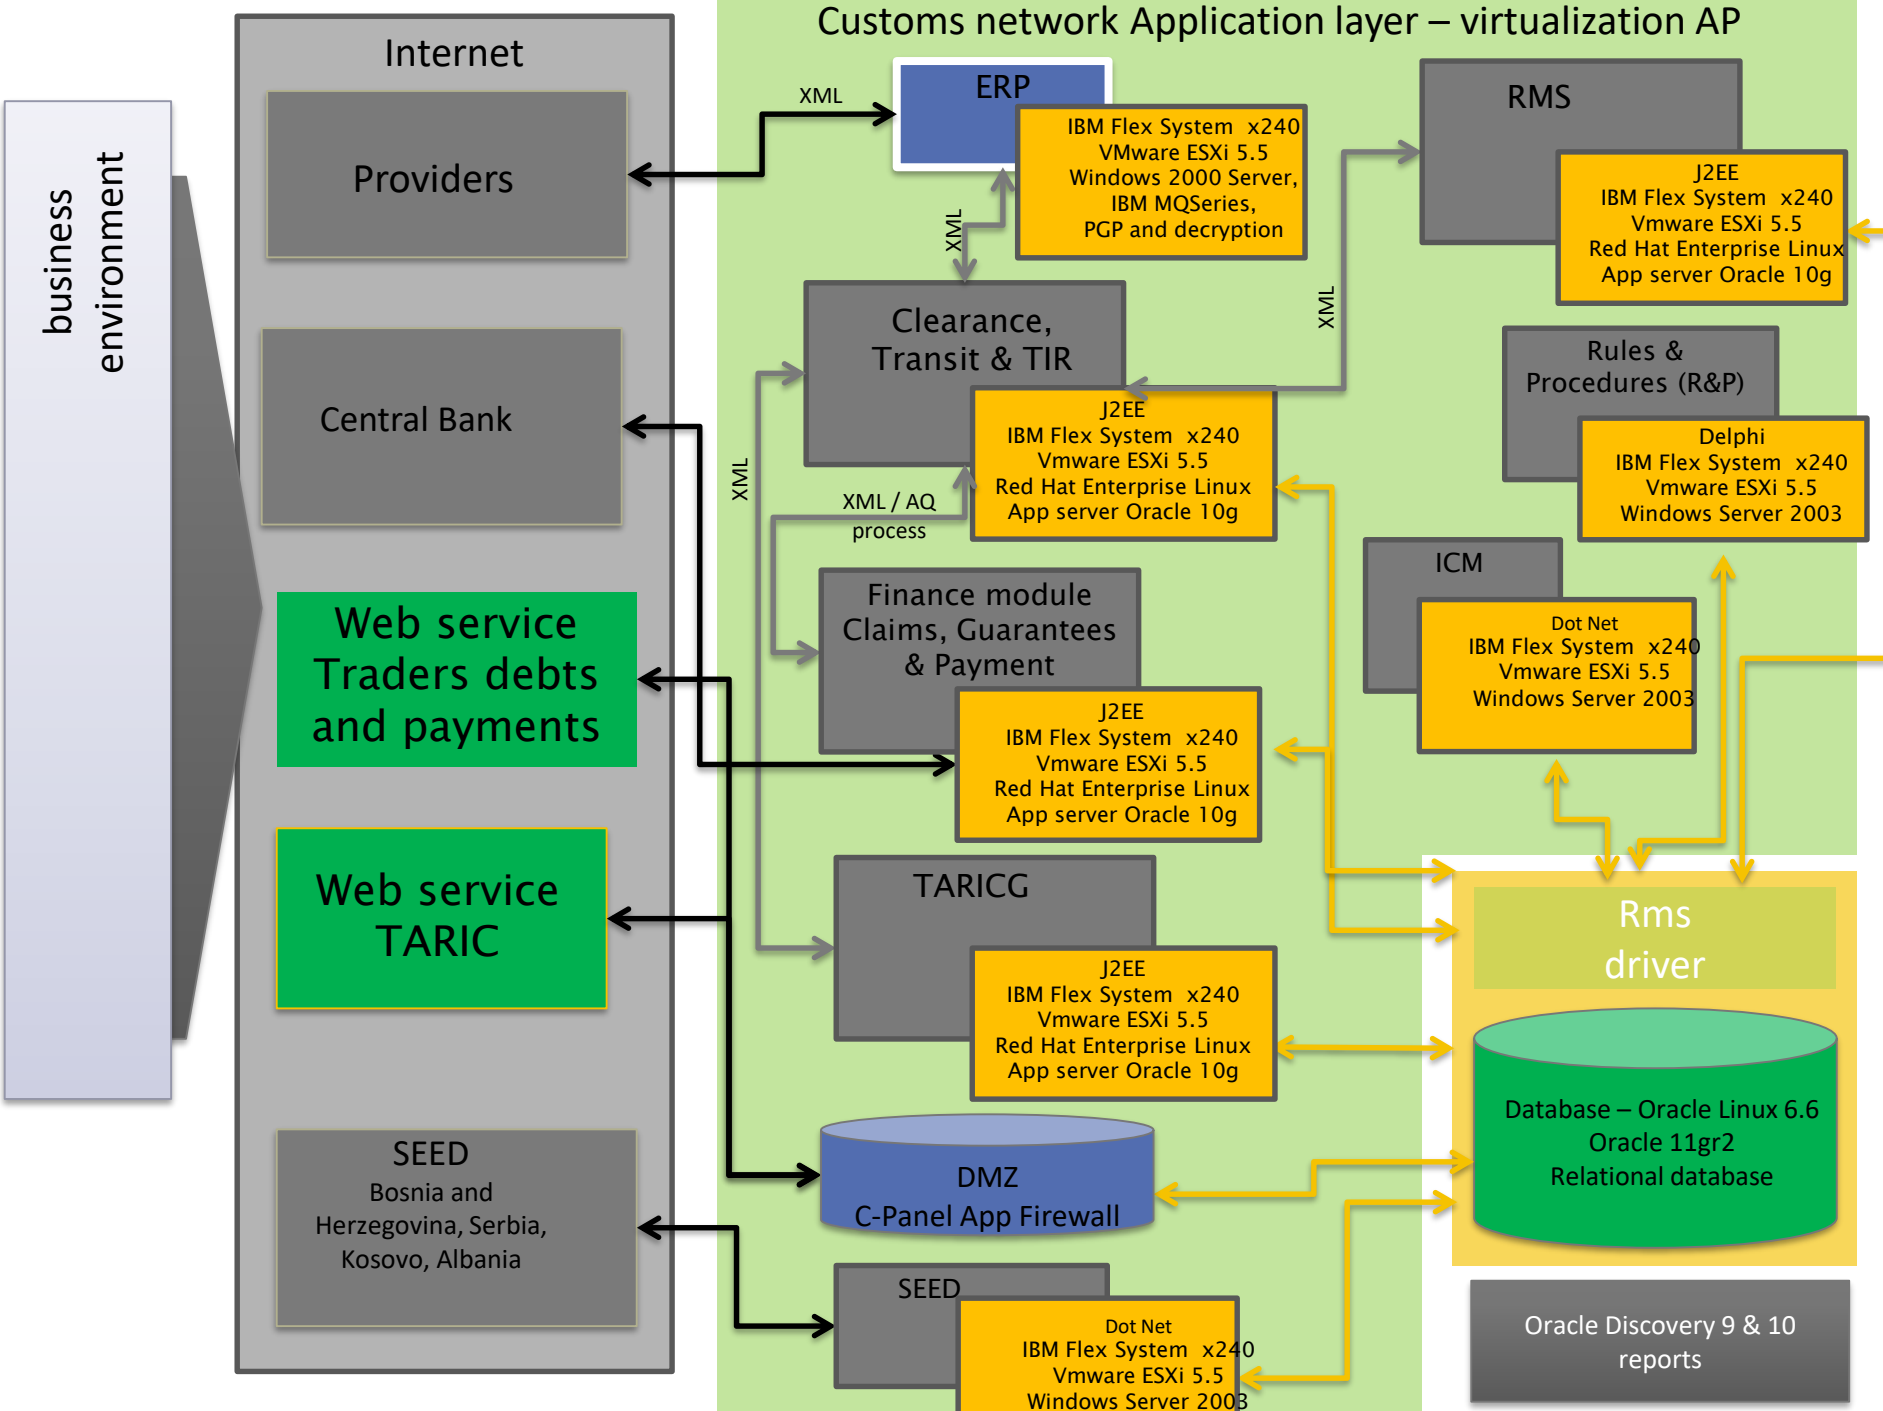 Customs network Application layer – virtualization AP
business
environment
Internet
Providers
Central Bank
Web service
Traders debts
and payments
Web service
TARIC
SEED
Bosnia and
Herzegovina, Serbia,
Kosovo, Albania
XML
ERP
IBM Flex System x240
VMware ESXi 5.5
Windows 2000 Server,
IBM MQSeries,
PGP and decryption
XML
Clearance,
Transit & TIR
J2EE
IBM Flex System x240
Vmware ESXi 5.5
Red Hat Enterprise Linux
App server Oracle 10g
XML
XML / AQ
process
XML
Finance module
Claims, Guarantees
& Payment
J2EE
IBM Flex System x240
Vmware ESXi 5.5
Red Hat Enterprise Linux
App server Oracle 10g
TARICG
J2EE
IBM Flex System x240
Vmware ESXi 5.5
Red Hat Enterprise Linux
App server Oracle 10g
DMZ
C-Panel App Firewall
SEED
Dot Net
IBM Flex System x240
Vmware ESXi 5.5
Windows Server 2003
RMS
J2EE
IBM Flex System x240
Vmware ESXi 5.5
Red Hat Enterprise Linux
App server Oracle 10g
Rules &
Procedures (R&P)
Delphi
IBM Flex System x240
Vmware ESXi 5.5
Windows Server 2003
ICM
Dot Net
IBM Flex System x240
Vmware ESXi 5.5
Windows Server 2003
Rms
driver
Database – Oracle Linux 6.6
Oracle 11gr2
Relational database
Oracle Discovery 9 & 10
reports